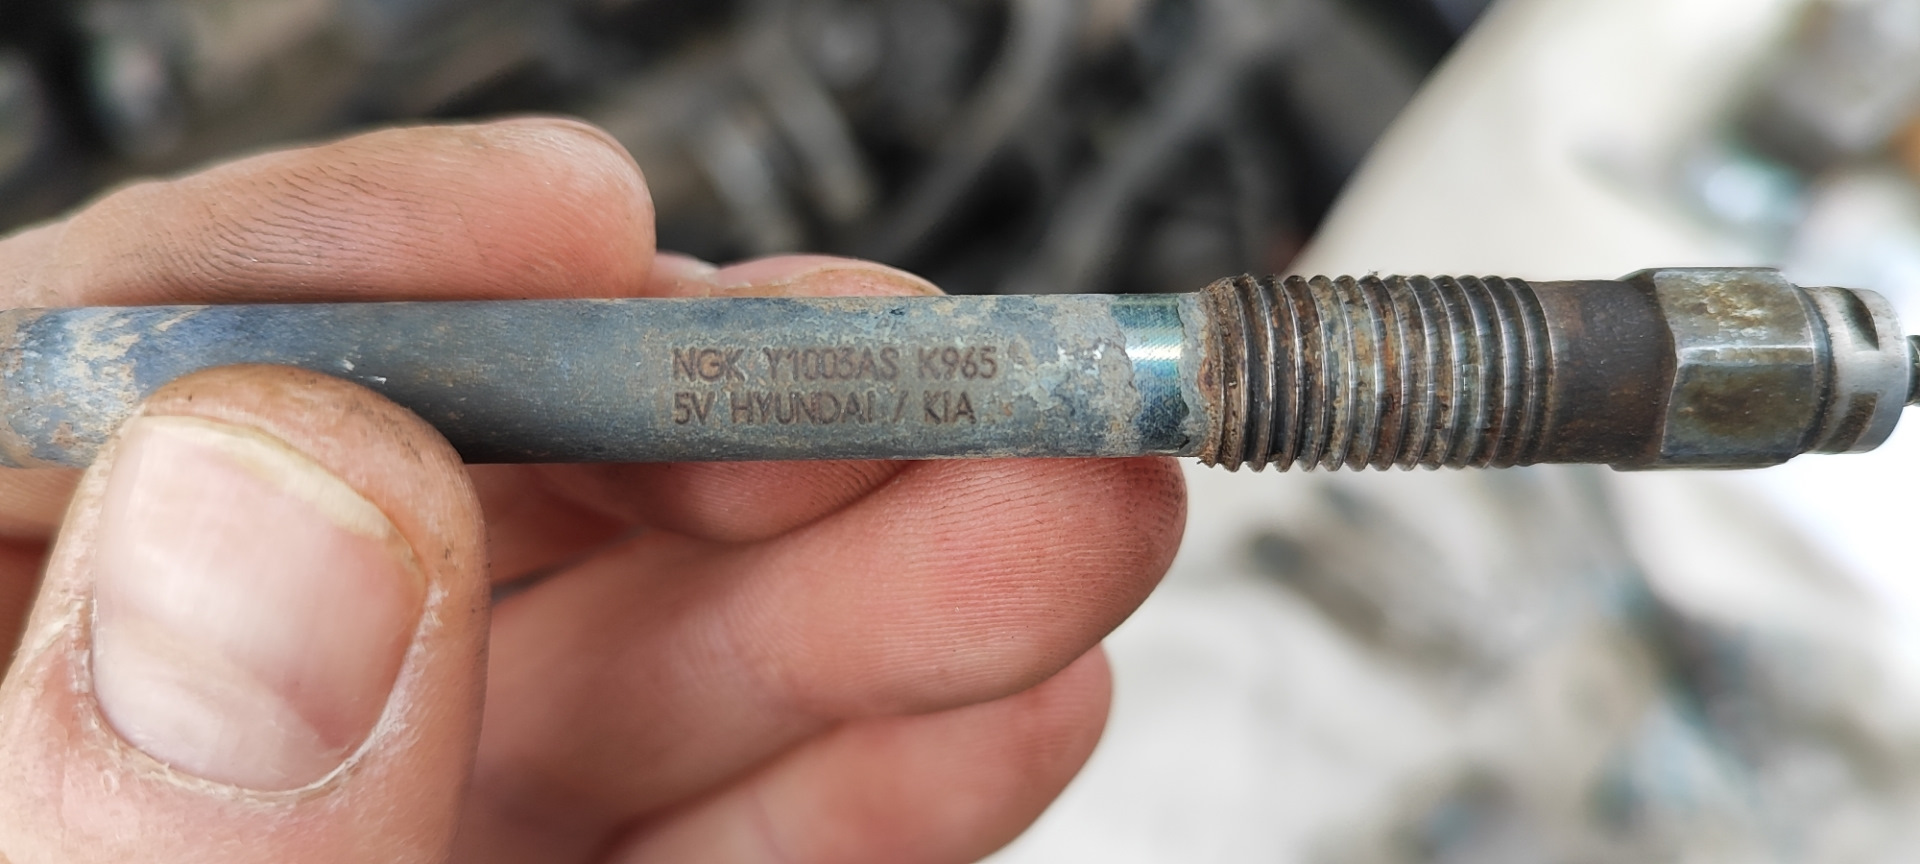 NGK Y1003AS K965
5V HYUNDAI / KIA